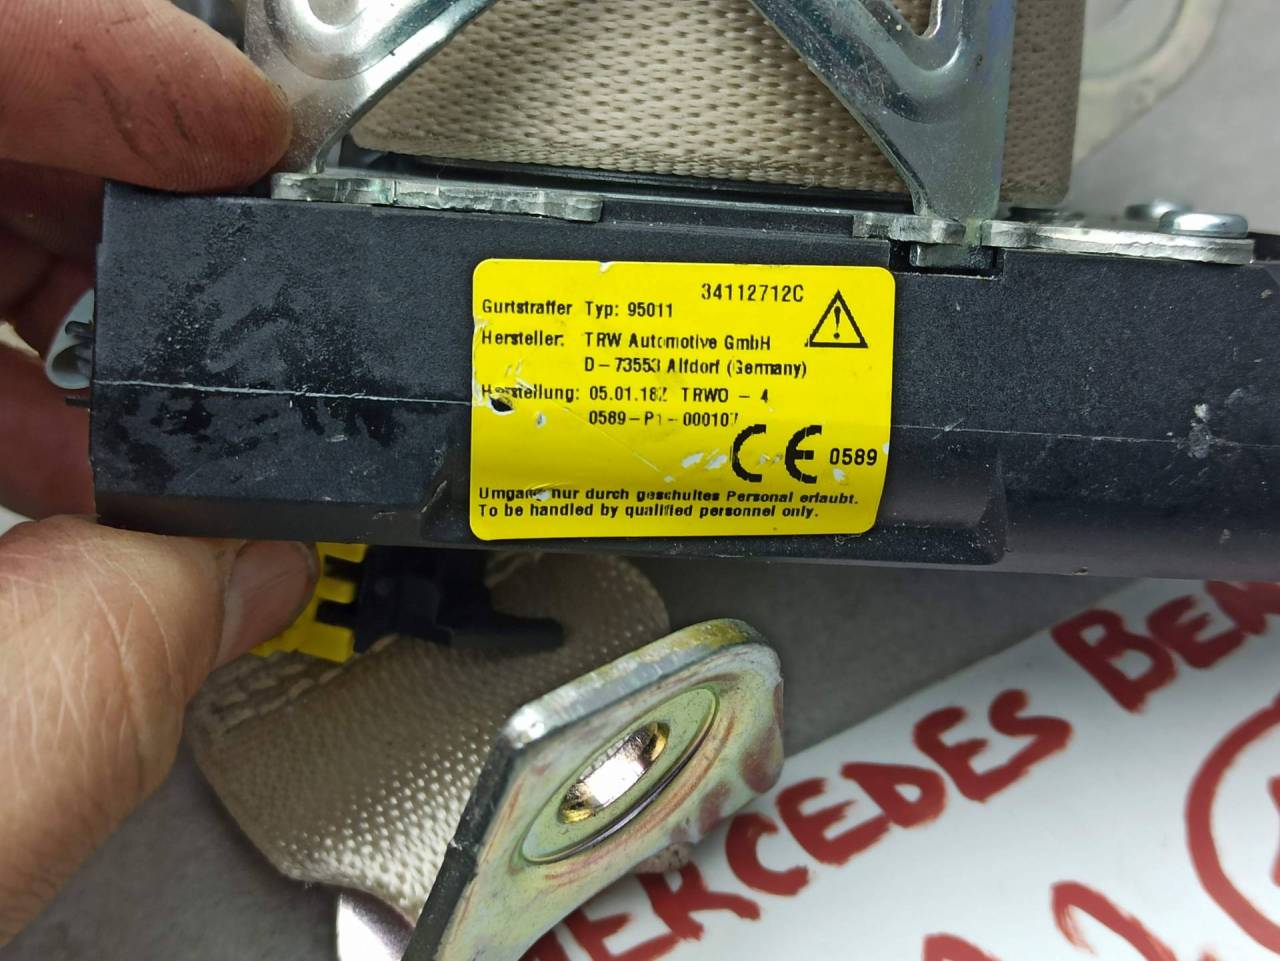 34112712C
Gurtstraffer Typ: 95011
Hersteller: TRW Automotive GmbH
D-73553 Alfdorf (Germany)
Herstellung: 05.01.18Z TRWO - 4
0589-P1-000107
CE 0589
Umgang nur durch geschultes Personal erlaubt.
To be handled by qualified personnel only.
MERCEDES